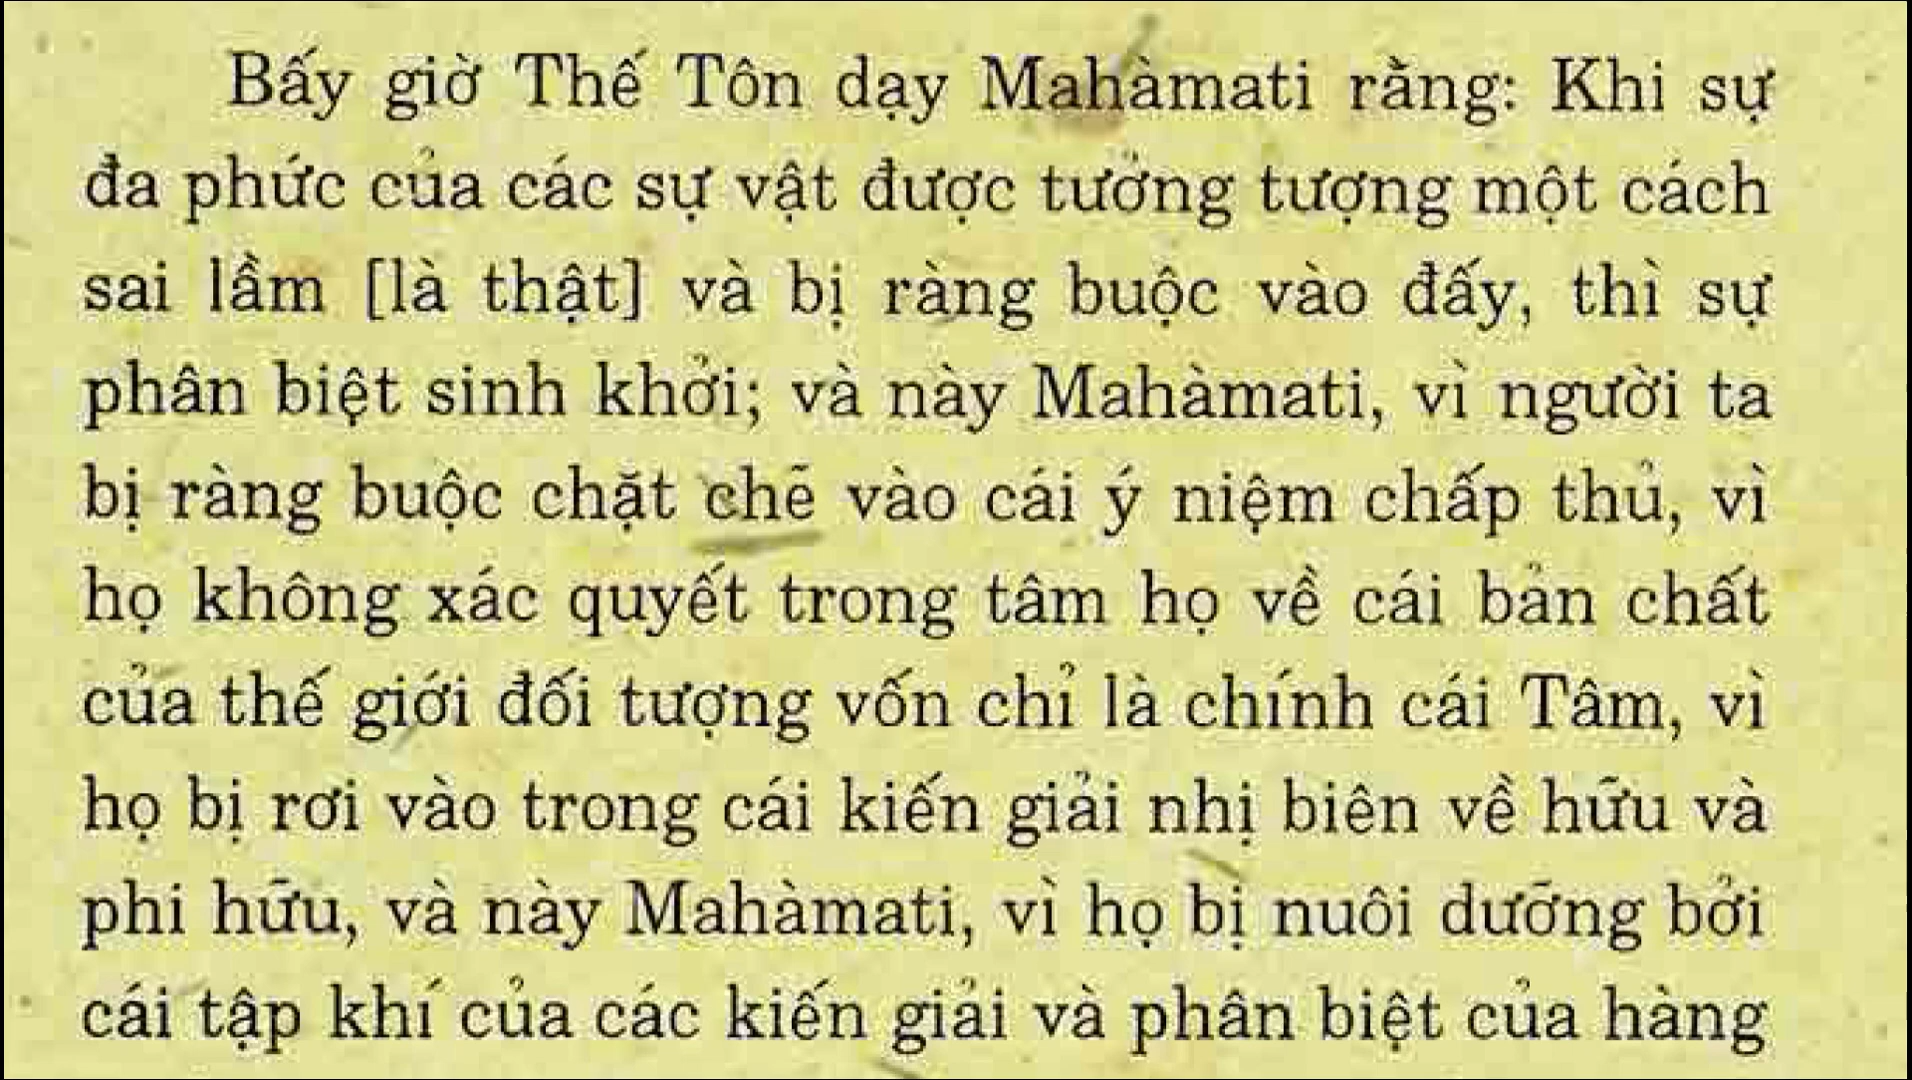 Bấy giờ Thế Tôn dạy Mahàmati rằng: Khi sự
đa phức của các sự vật được tưởng tượng một cách
sai lầm [là thật] và bị ràng buộc vào đấy, thì sự
phân biệt sinh khởi; và này Mahàmati, vì người ta
bị ràng buộc chặt chẽ vào cái ý niệm chấp thủ, vì
họ không xác quyết trong tâm họ về cái bản chất
của thế giới đối tượng vốn chỉ là chính cái Tâm, vì
họ bị rơi vào trong cái kiến giải nhị biên về hữu và
phi hữu, và này Mahàmati, vì họ bị nuôi dưỡng bởi
cái tập khí của các kiến giải và phân biệt của hàng